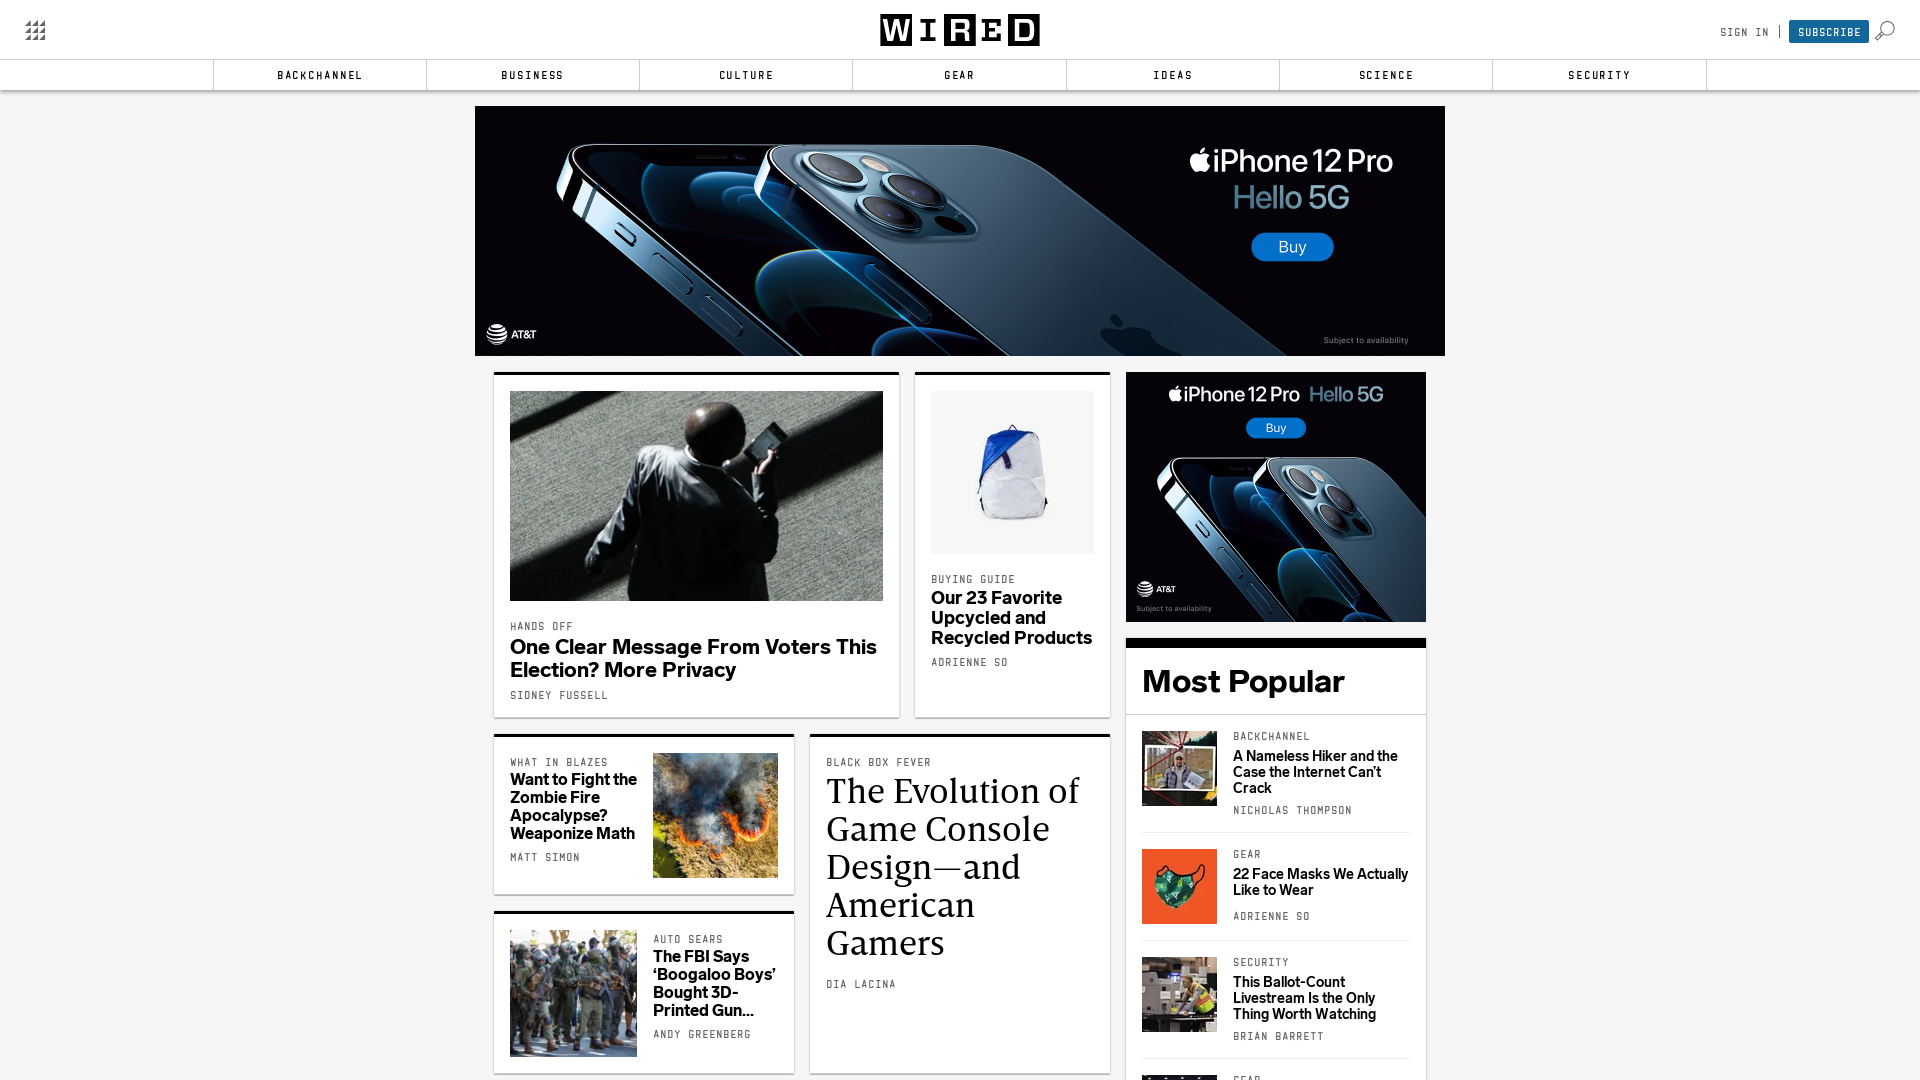 WIRED
SIGN IN
SUBSCRIBE
BACKCHANNEL
BUSINESS
CULTURE
GEAR
IDEAS
SCIENCE
SECURITY
iPhone 12 Pro
Hello 5G
Buy
AT&T
Subject to availability
HANDS OFF
One Clear Message From Voters This
Election? More Privacy
SIDNEY FUSSELL
BUYING GUIDE
Our 23 Favorite
Upcycled and
Recycled Products
ADRIENNE SO
iPhone 12 Pro Hello 5G
Buy
AT&T
Subject to availability
WHAT IN BLAZES
Want to Fight the
Zombie Fire
Apocalypse?
Weaponize Math
MATT SIMON
AUTO SEARS
The FBI Says
‘Boogaloo Boys’
Bought 3D-
Printed Gun...
ANDY GREENBERG
BLACK BOX FEVER
The Evolution of
Game Console
Design—and
American
Gamers
DIA LACINA
Most Popular
BACKCHANNEL
A Nameless Hiker and the
Case the Internet Can’t
Crack
NICHOLAS THOMPSON
GEAR
22 Face Masks We Actually
Like to Wear
ADRIENNE SO
SECURITY
This Ballot-Count
Livestream Is the Only
Thing Worth Watching
BRIAN BARRETT
GEAR